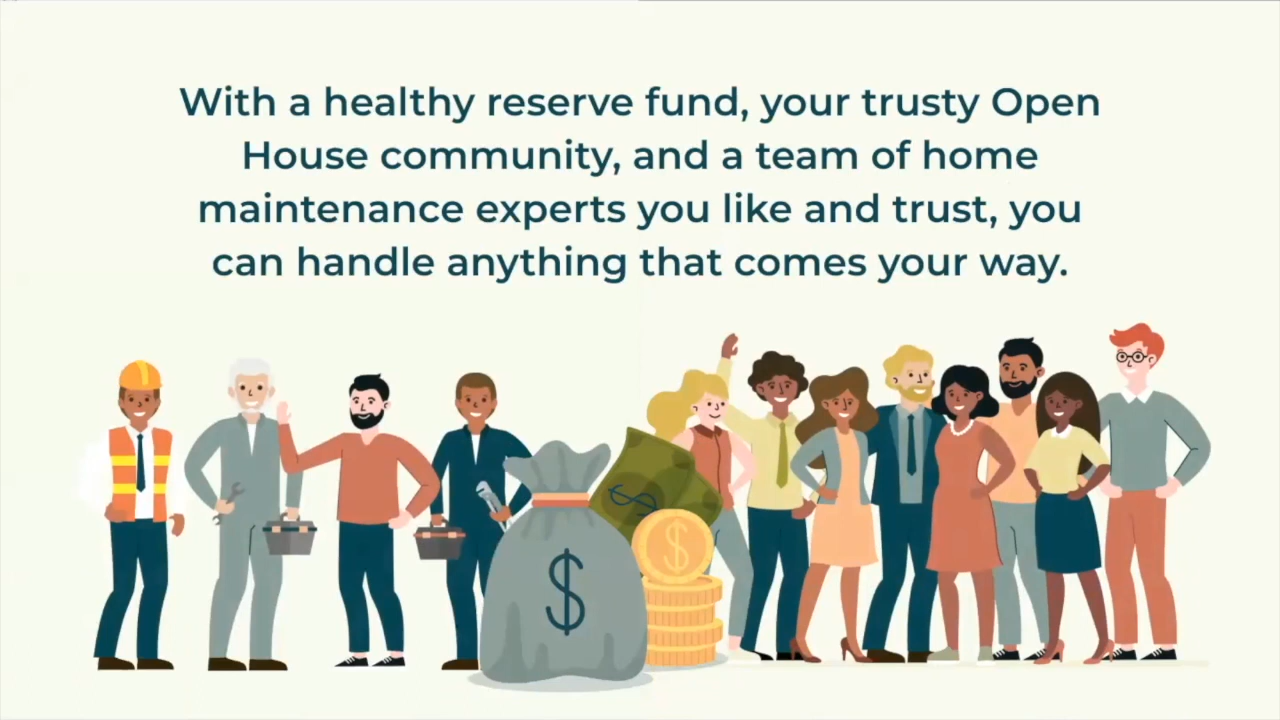 With a healthy reserve fund, your trusty Open
House community, and a team of home
maintenance experts you like and trust, you
can handle anything that comes your way.
$
$
$